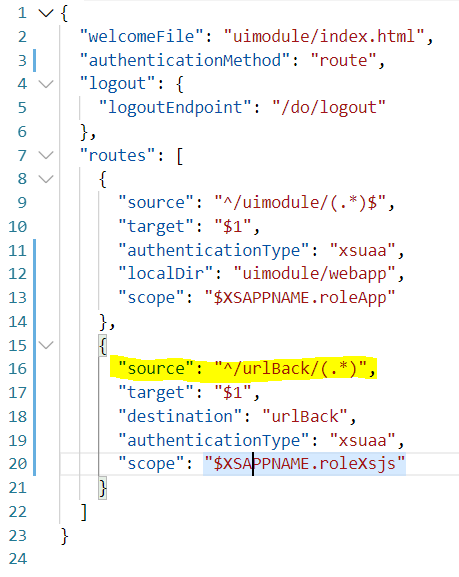 1 {
2 "welcomeFile": "uimodule/index.html",
3 "authenticationMethod": "route",
4 "logout": {
5 "logoutEndpoint": "/do/logout"
6 },
7 "routes": [
8 {
9 "source": "^/uimodule/(.*)$",
10 "target": "$1",
11 "authenticationType": "xsuaa",
12 "localDir": "uimodule/webapp",
13 "scope": "$XSAPPNAME.roleApp"
14 },
15 {
16 "source": "^/urlBack/(.*)",
17 "target": "$1",
18 "destination": "urlBack",
19 "authenticationType": "xsuaa",
20 "scope": "$XSAPPNAME.roleXsjs"
21 }
22 ]
23 }
24